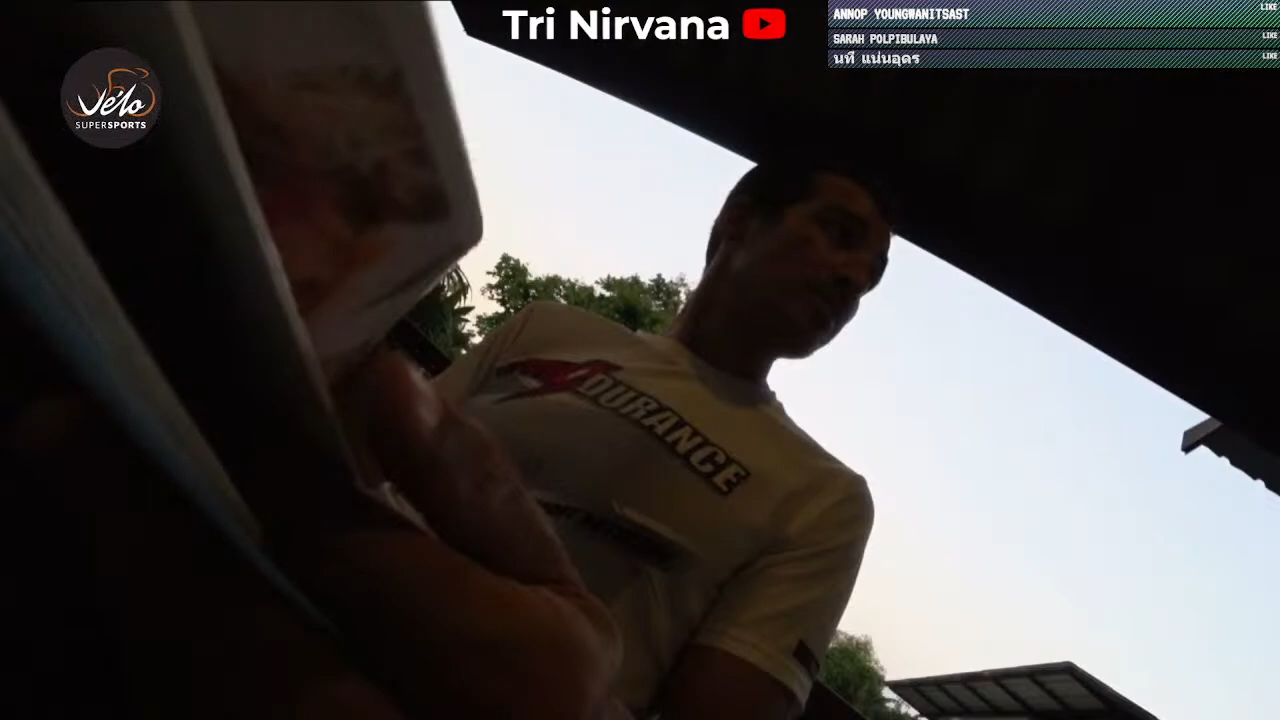 Tri Nirvana
ANNOP YOUNGWANITSAST LIKE
SARAH POLPIBULAYA LIKE
นที แน่นอุดร LIKE
Vélo
SUPERSPORTS
XDURANCE